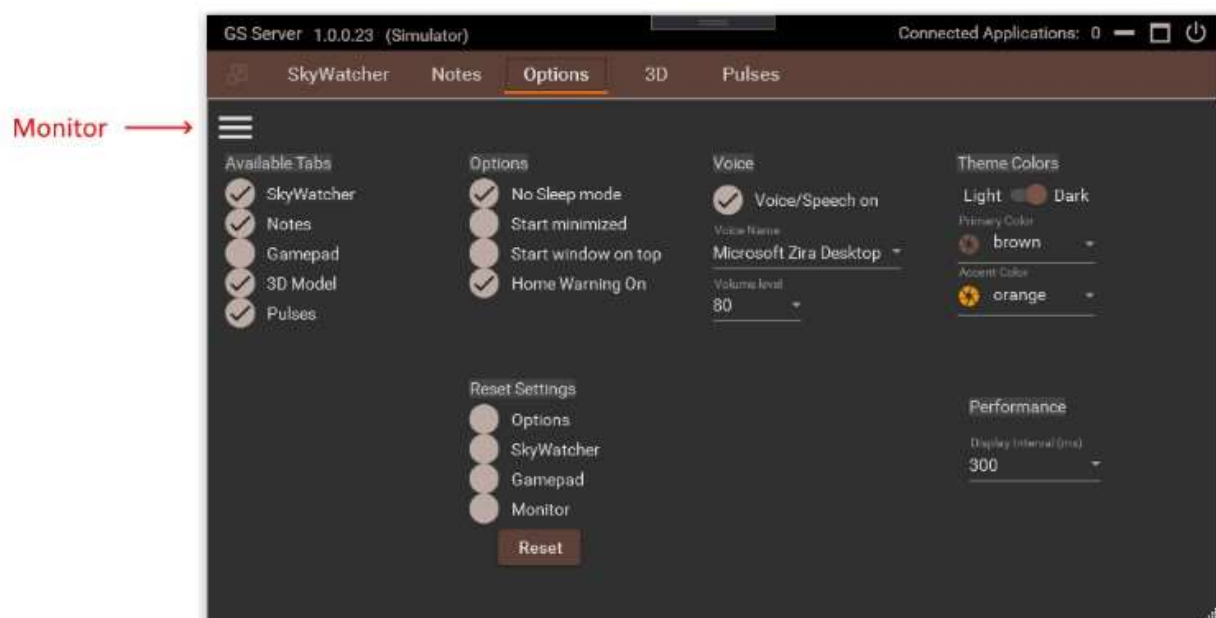 GS Server 1.0.0.23 (Simulator) Connected Applications: 0
SkyWatcher Notes Options 3D Pulses
Monitor
Available Tabs
SkyWatcher
Notes
Gamepad
3D Model
Pulses
Options
No Sleep mode
Start minimized
Start window on top
Home Warning On
Voice
Voice/Speech on
Voice Name
Microsoft Zira Desktop
Volume level
80
Theme Colors
Light Dark
Primary Color
brown
Accent Color
orange
Reset Settings
Options
SkyWatcher
Gamepad
Monitor
Reset
Performance
Display Interval (ms)
300